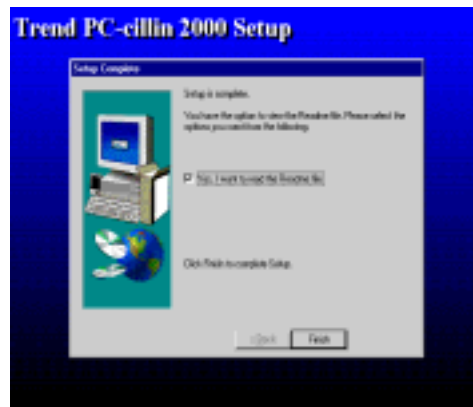 Trend PC-cillin 2000 Setup
Setup Complete
Setup is complete.
You have the option to view the Readme file. Please select the
options you want from the following.
Yes, I want to read the Readme file
Click Finish to complete Setup.
< Back
Finish